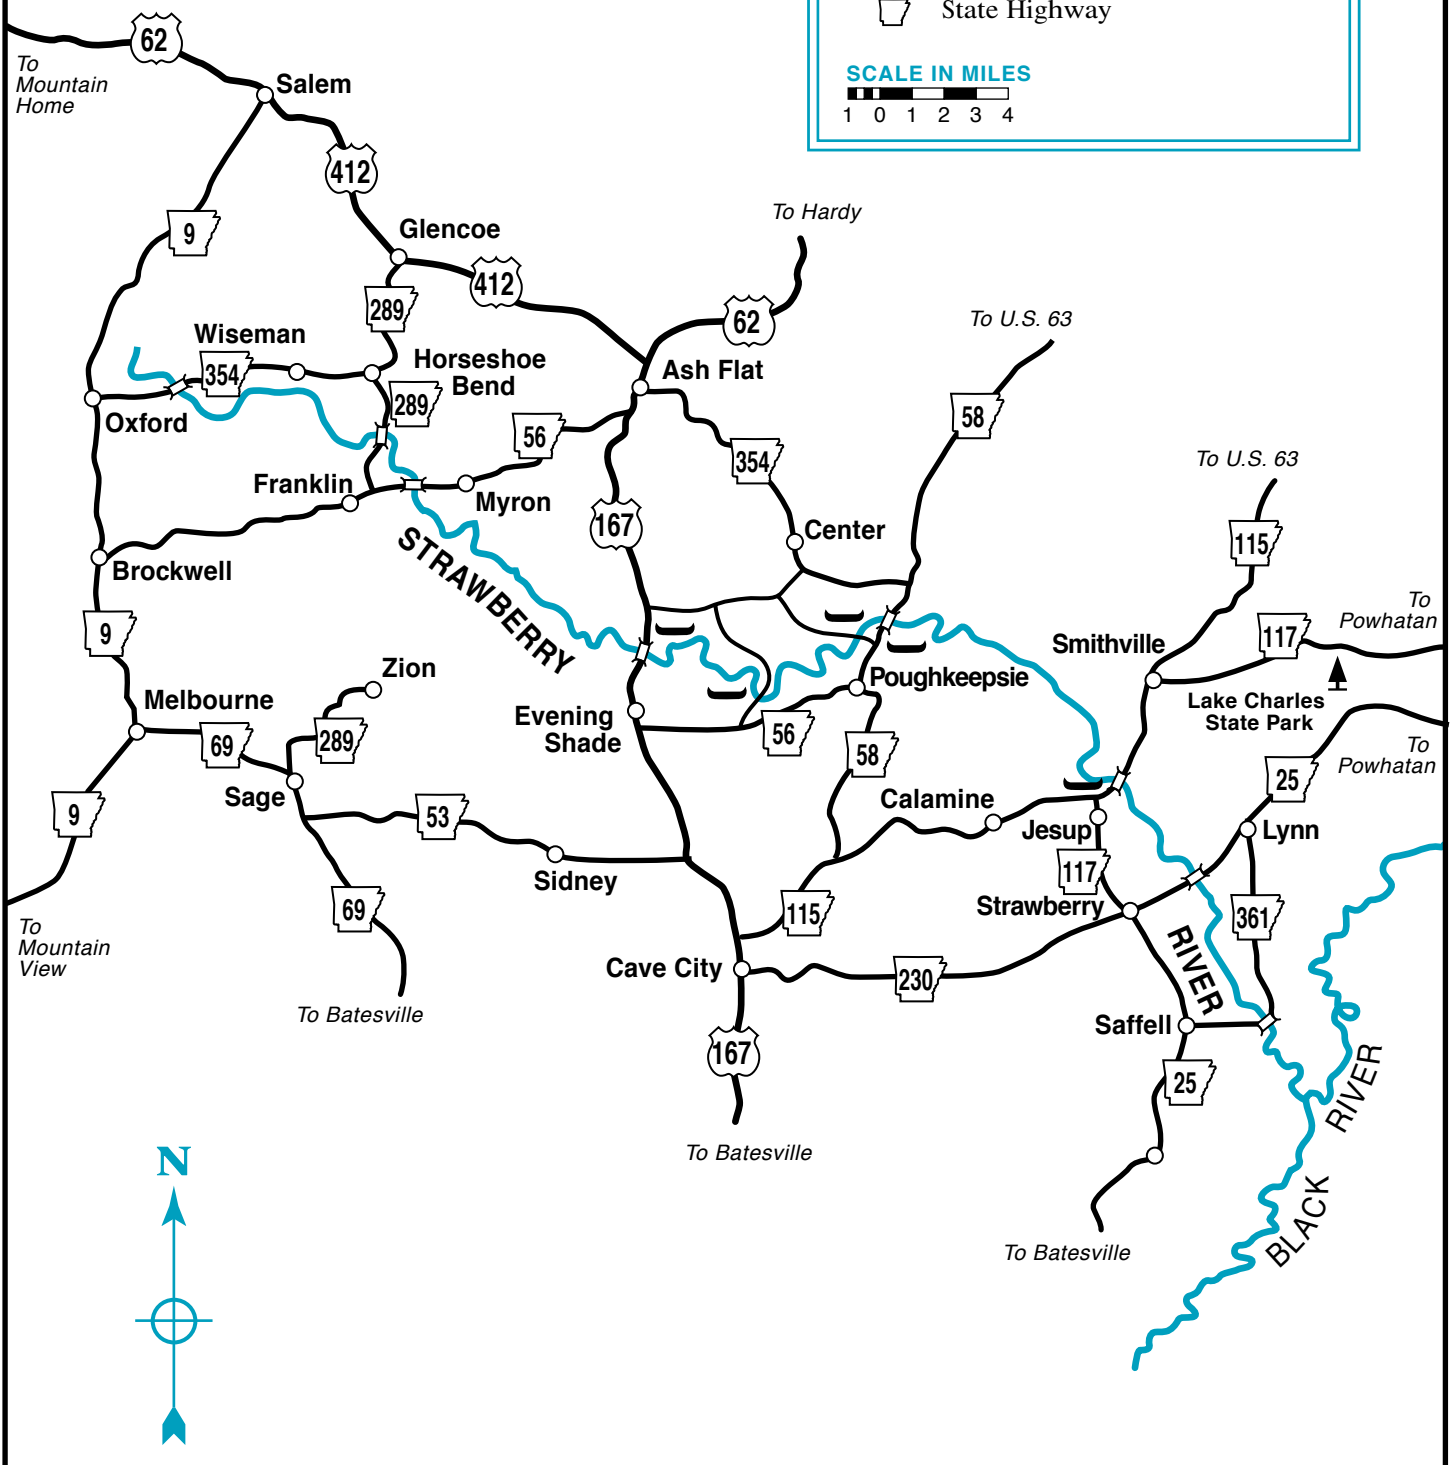 State Highway
SCALE IN MILES
1 0 1 2 3 4
62
To
Mountain
Home
Salem
412
9
Glencoe
412
To Hardy
289
62
To U.S. 63
Wiseman
354
Horseshoe
Bend
Ash Flat
289
58
Oxford
56
354
To U.S. 63
Franklin
Myron
167
Center
115
STRAWBERRY
Brockwell
9
To
Powhatan
117
Smithville
Zion
Poughkeepsie
Lake Charles
State Park
Melbourne
Evening
Shade
69
289
56
58
To
Powhatan
25
Sage
53
Calamine
Jesup
Lynn
Sidney
117
9
69
115
Strawberry
361
To
Mountain
View
Cave City
230
RIVER
To Batesville
Saffell
167
25
RIVER
To Batesville
N
BLACK
To Batesville